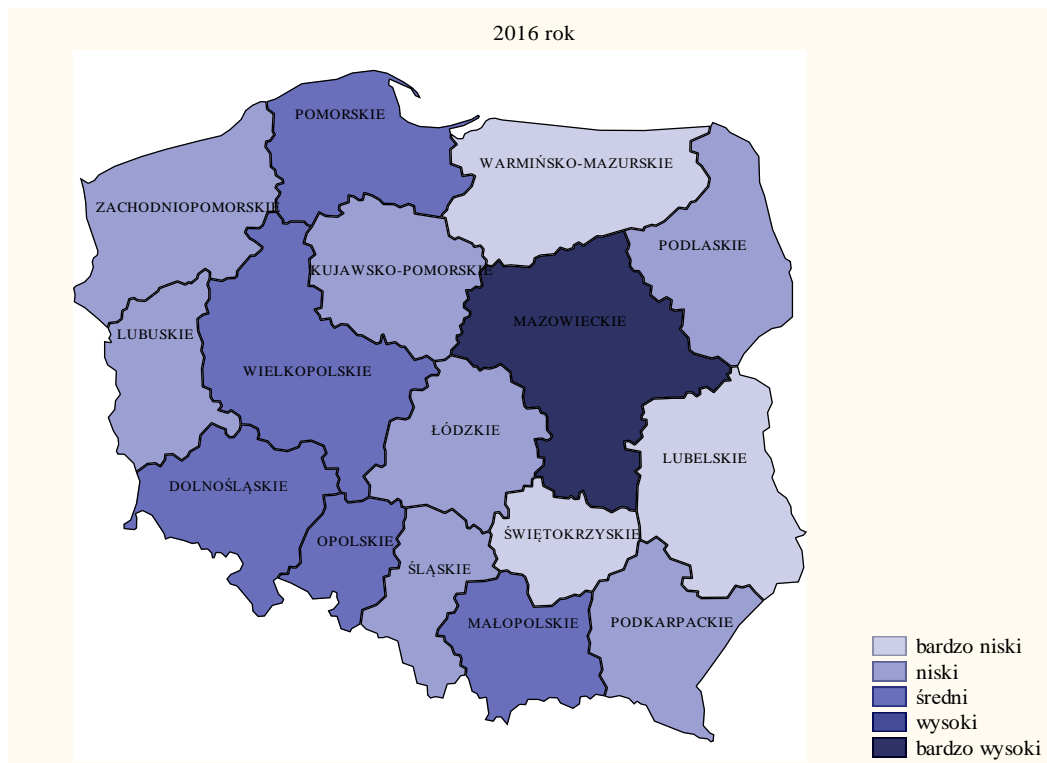 2016 rok
POMORSKIE
WARMIŃSKO-MAZURSKIE
ZACHODNIOPOMORSKIE
PODLASKIE
KUJAWSKO-POMORSKIE
MAZOWIECKIE
LUBUSKIE
WIELKOPOLSKIE
ŁÓDZKIE
LUBELSKIE
DOLNOŚLĄSKIE
ŚWIĘTOKRZYSKIE
OPOLSKIE
ŚLĄSKIE
MAŁOPOLSKIE
PODKARPACKIE
bardzo niski
niski
średni
wysoki
bardzo wysoki